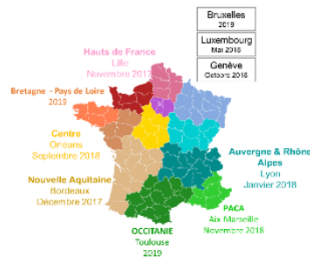 Bruxelles
2019
Luxembourg
Mai 2018
Genève
Octobre 2018
Hauts de France
Lille
Novembre 2017
Bretagne - Pays de Loire
2019
Centre
Orléans
Septembre 2018
Auvergne & Rhône
Alpes
Lyon
Janvier 2018
Nouvelle Aquitaine
Bordeaux
Décembre 2017
PACA
Aix Marseille
Novembre 2018
OCCITANIE
Toulouse
2019